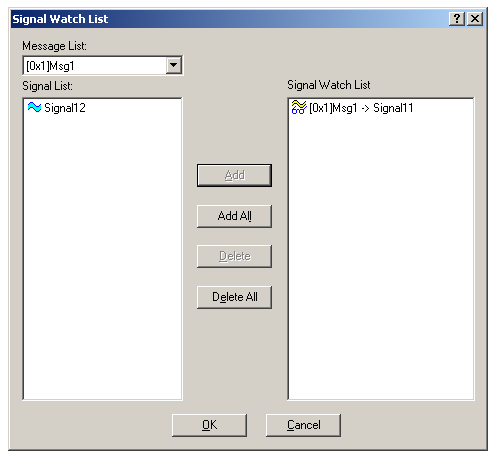 Signal Watch List
Message List:
[0x1]Msg1
Signal List:
Signal Watch List
Signal12
[0x1]Msg1 -> Signal11
Add
Add All
Delete
Delete All
OK
Cancel